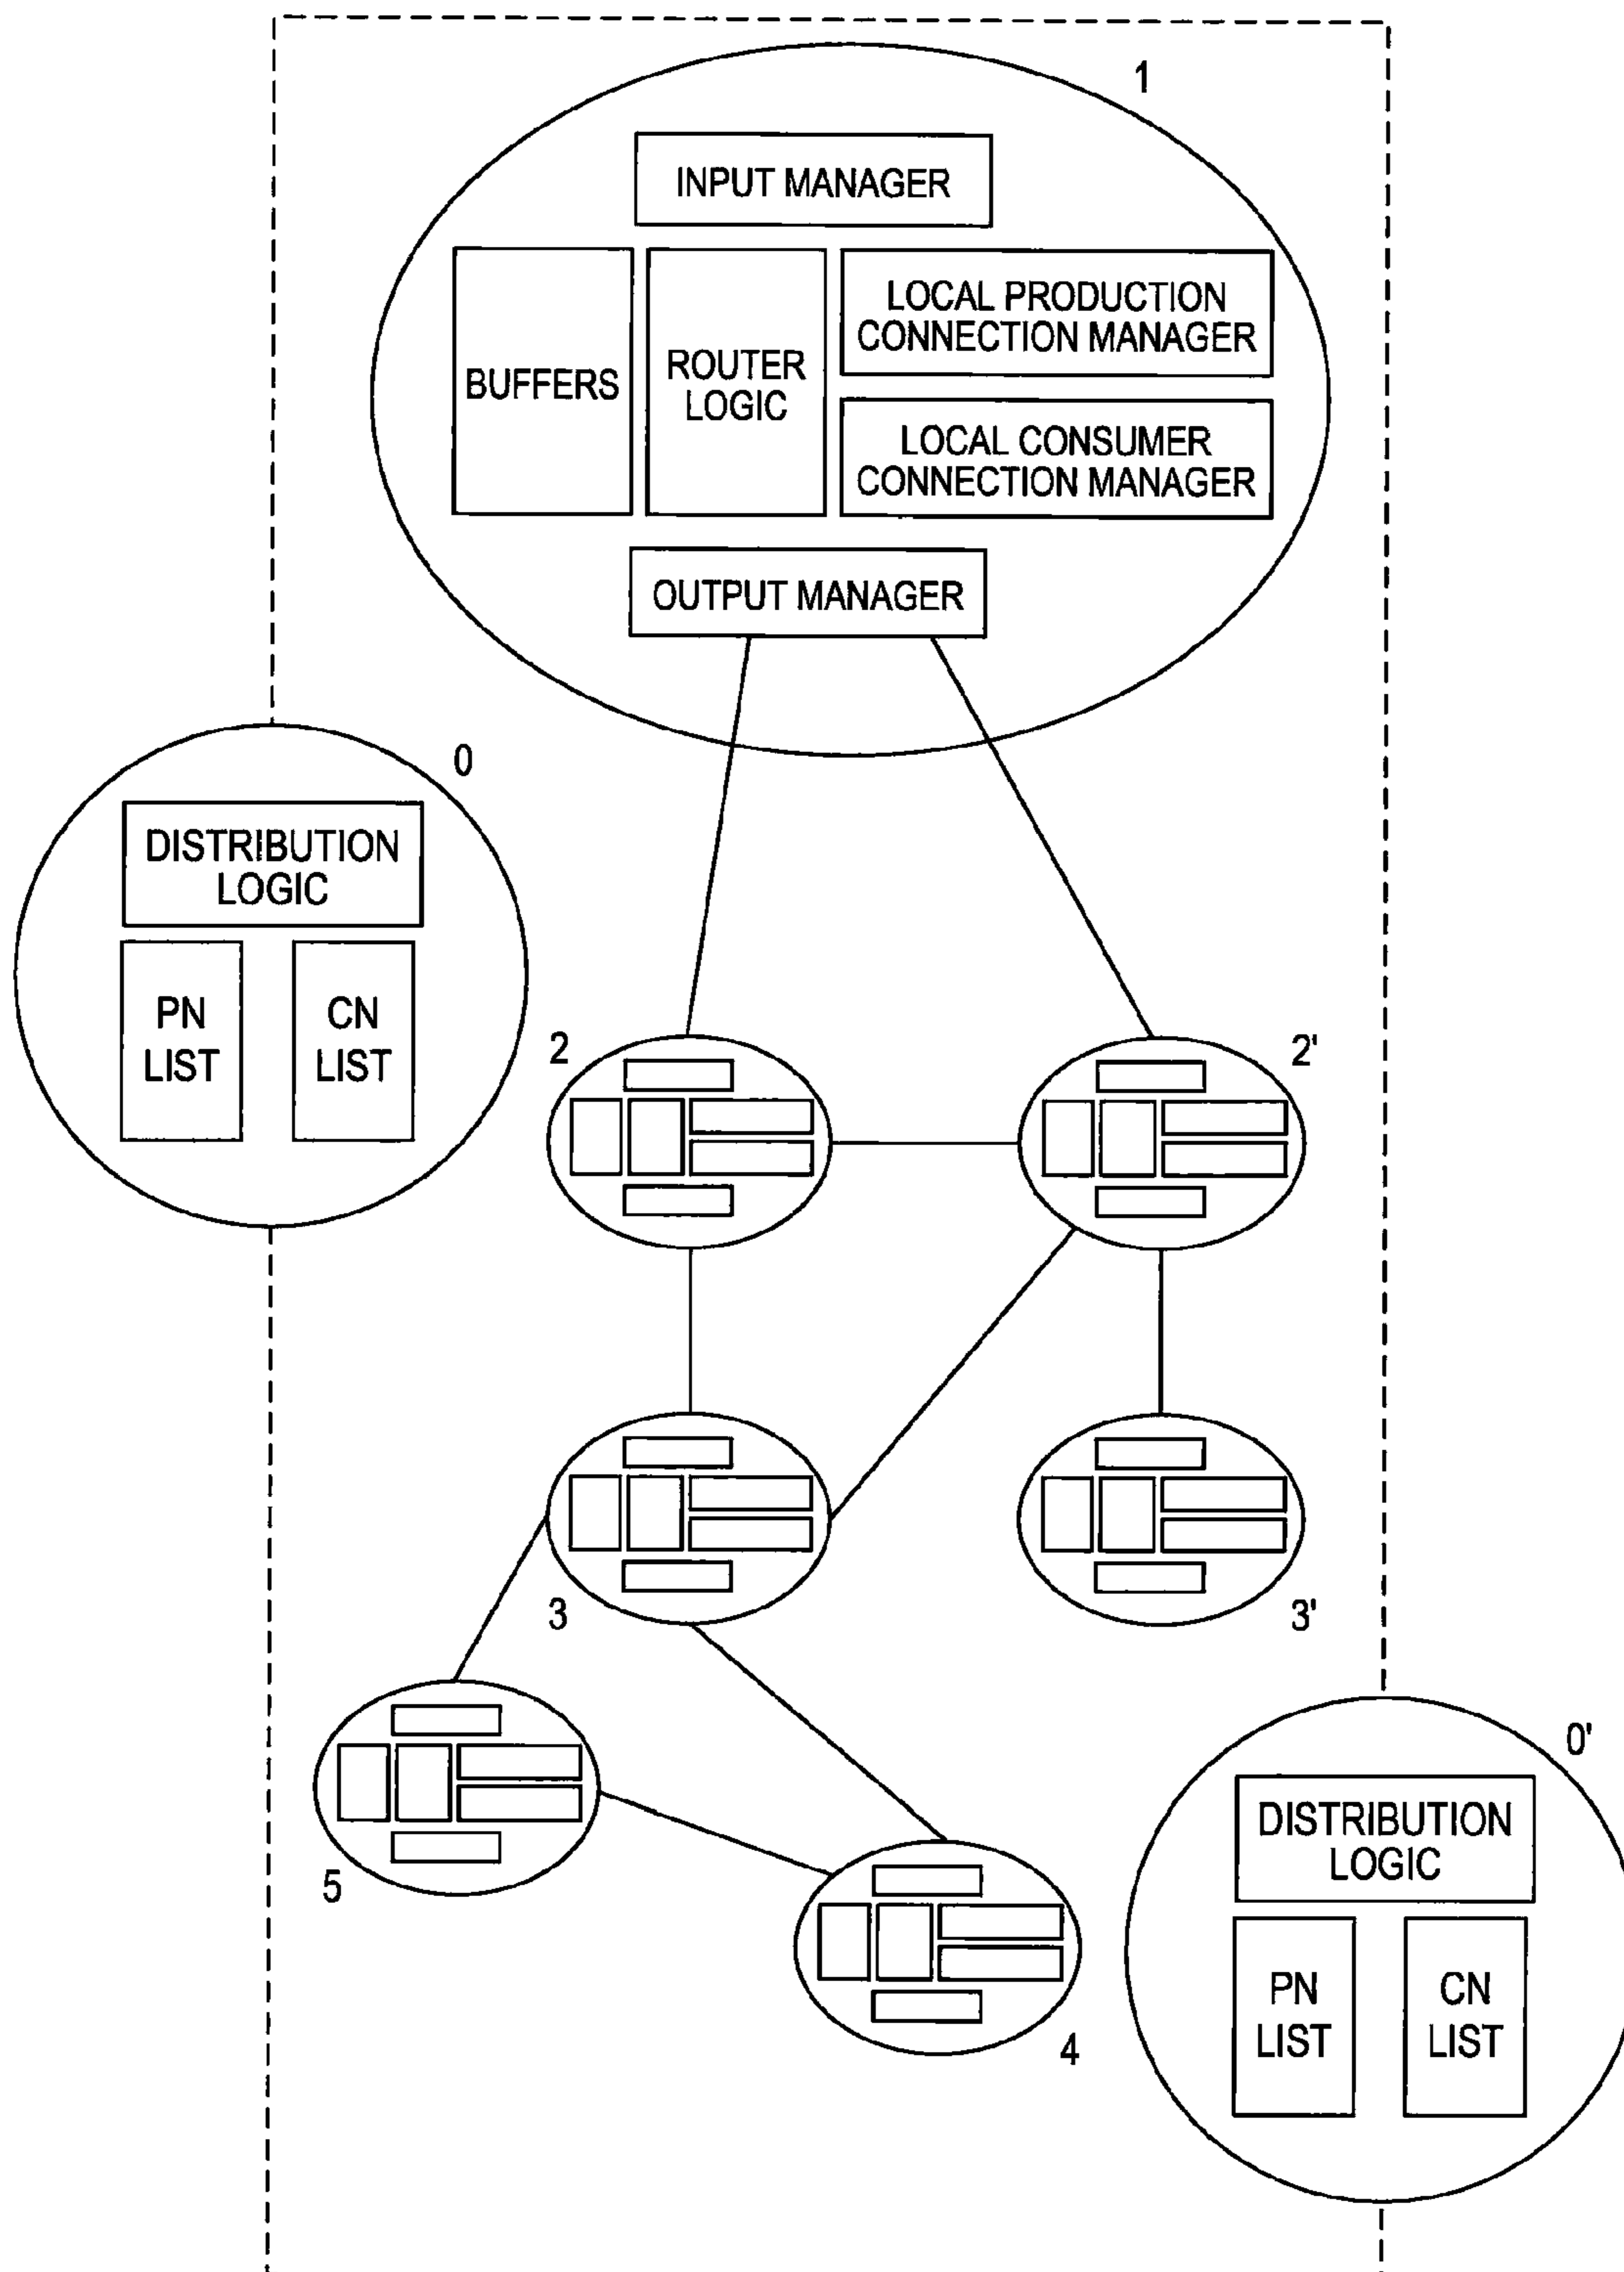 1
INPUT MANAGER
BUFFERS
ROUTER
LOGIC
LOCAL PRODUCTION
CONNECTION MANAGER
LOCAL CONSUMER
CONNECTION MANAGER
OUTPUT MANAGER
0
DISTRIBUTION
LOGIC
PN
LIST
CN
LIST
2
2'
3
3'
5
4
0'
DISTRIBUTION
LOGIC
PN
LIST
CN
LIST